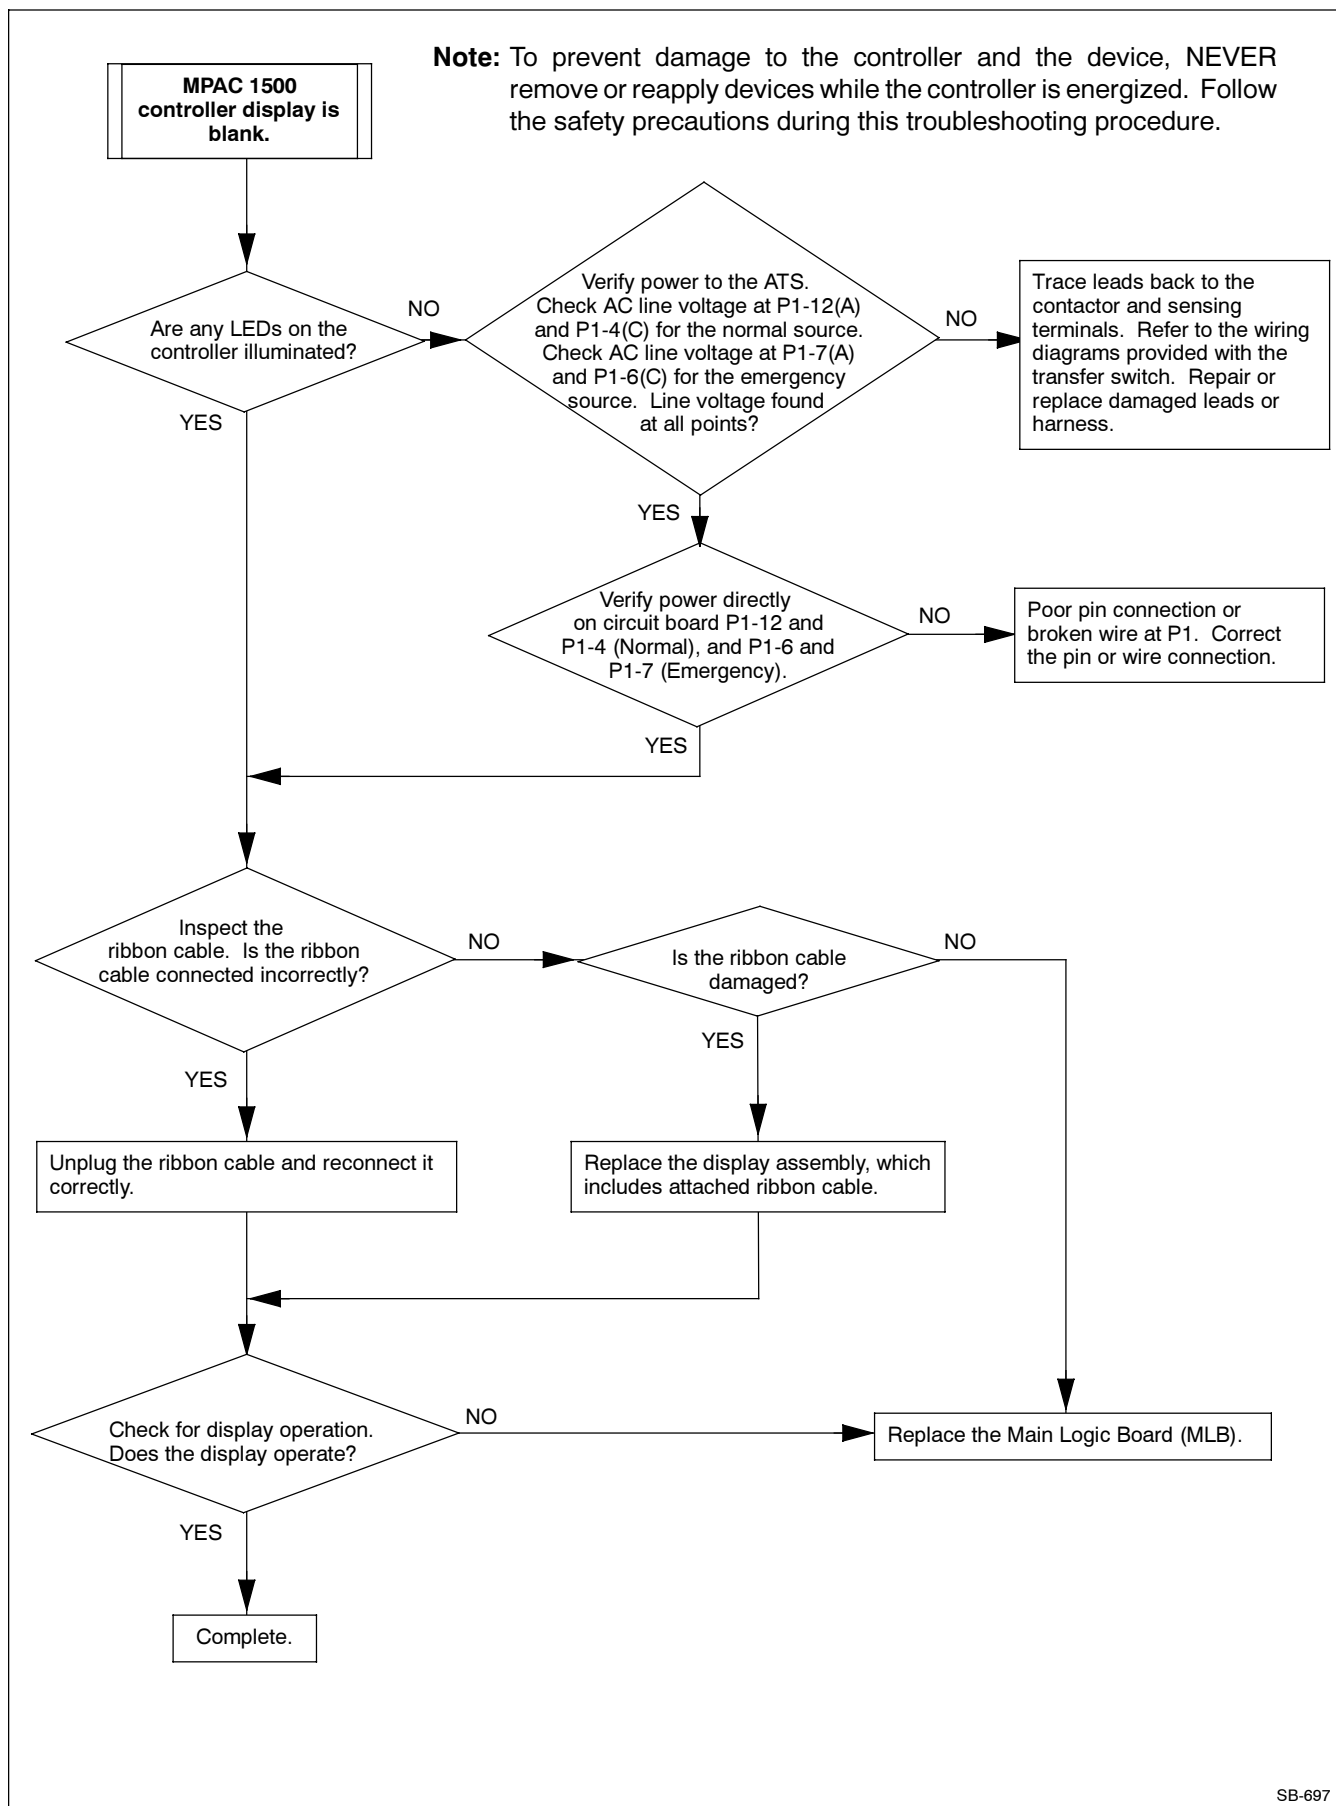 Note: To prevent damage to the controller and the device, NEVER
remove or reapply devices while the controller is energized. Follow
the safety precautions during this troubleshooting procedure.
MPAC 1500
controller display is
blank.
Are any LEDs on the
controller illuminated?
NO
YES
Verify power to the ATS.
Check AC line voltage at P1-12(A)
and P1-4(C) for the normal source.
Check AC line voltage at P1-7(A)
and P1-6(C) for the emergency
source. Line voltage found
at all points?
NO
YES
Trace leads back to the
contactor and sensing
terminals. Refer to the wiring
diagrams provided with the
transfer switch. Repair or
replace damaged leads or
harness.
Verify power directly
on circuit board P1-12 and
P1-4 (Normal), and P1-6 and
P1-7 (Emergency).
NO
YES
Poor pin connection or
broken wire at P1. Correct
the pin or wire connection.
Inspect the
ribbon cable. Is the ribbon
cable connected incorrectly?
NO
YES
Is the ribbon cable
damaged?
NO
YES
Unplug the ribbon cable and reconnect it
correctly.
Replace the display assembly, which
includes attached ribbon cable.
Check for display operation.
Does the display operate?
NO
YES
Replace the Main Logic Board (MLB).
Complete.
SB-697